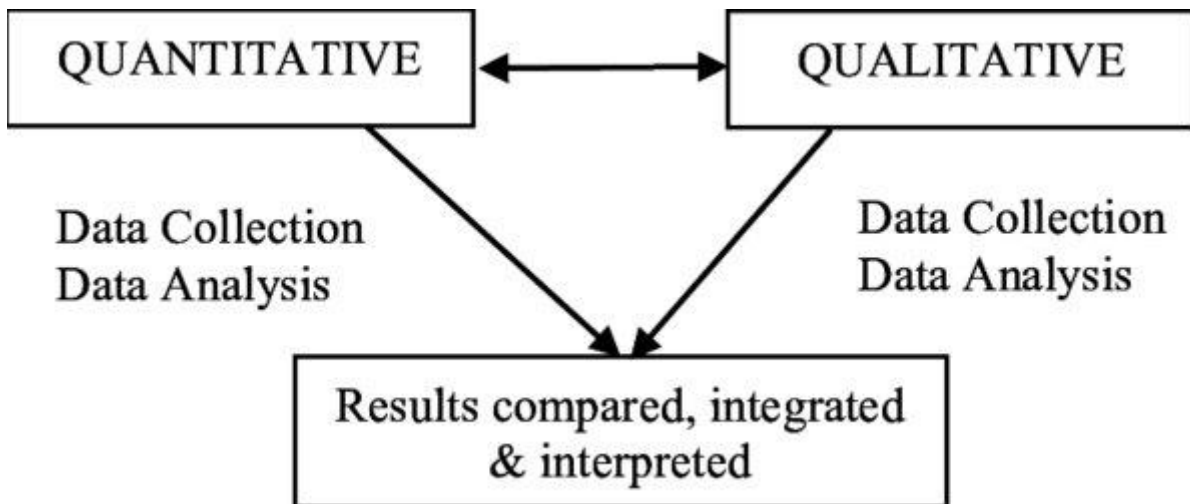 QUANTITATIVE
QUALITATIVE
Data Collection
Data Analysis
Data Collection
Data Analysis
Results compared, integrated
& interpreted